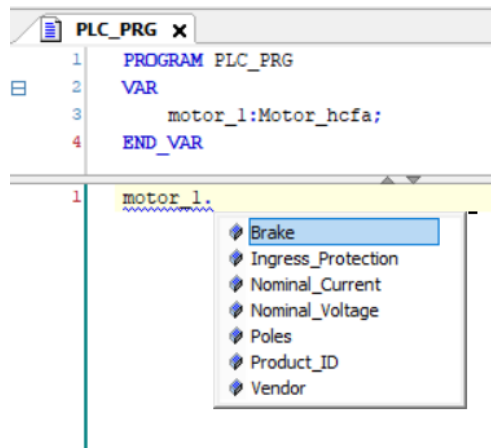 PLC_PRG X
1 PROGRAM PLC_PRG
2 VAR
3 motor_1:Motor_hcfa;
4 END_VAR
1 motor_1.
Brake
Ingress_Protection
Nominal_Current
Nominal_Voltage
Poles
Product_ID
Vendor